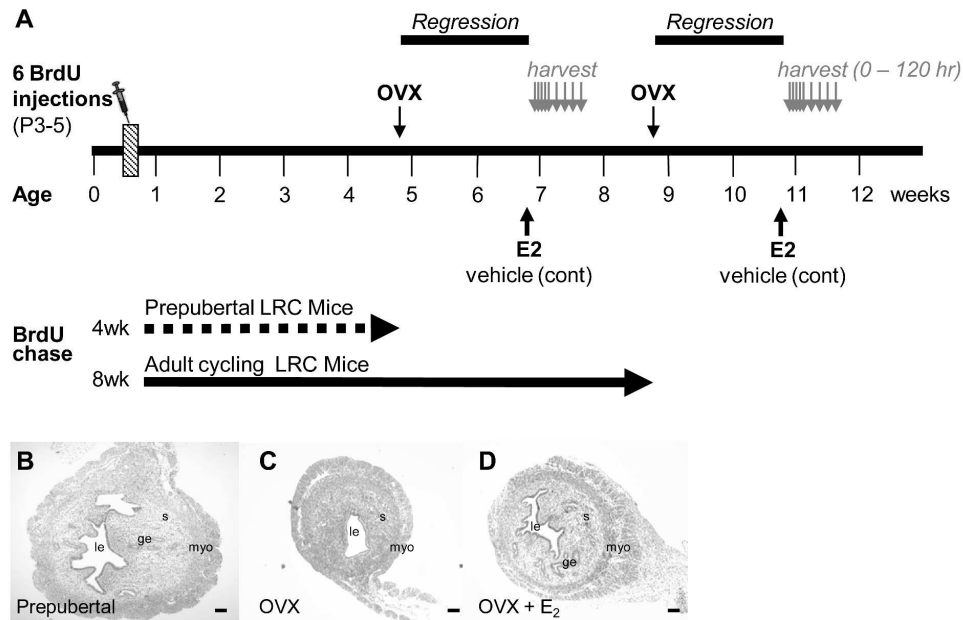 A
Regression
Regression
6 BrdU
injections
(P3-5)
OVX
harvest
OVX
harvest (0 – 120 hr)
Age
0 1 2 3 4 5 6 7 8 9 10 11 12 weeks
E2
vehicle (cont)
E2
vehicle (cont)
BrdU
chase
4wk
Prepubertal LRC Mice
8wk
Adult cycling LRC Mice
B
s
le
ge
myo
Prepubertal
C
s
le
myo
OVX
D
s
le
myo
ge
OVX + E₂